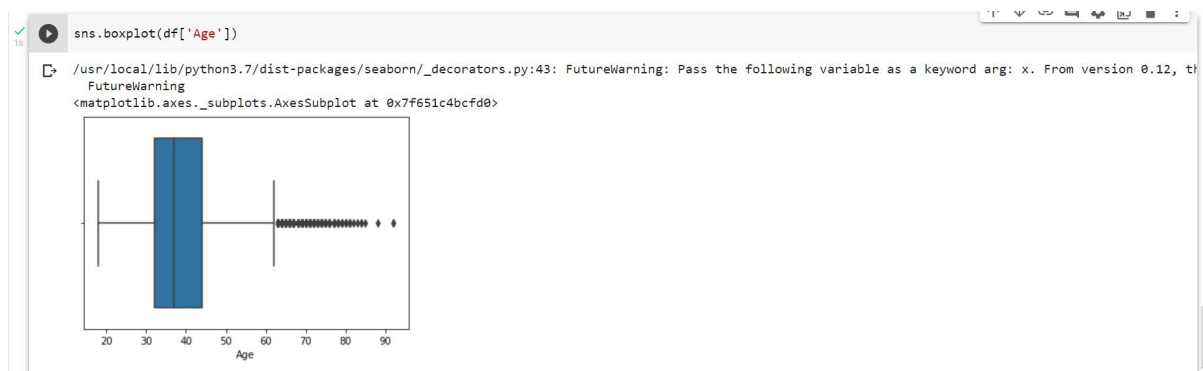 1s
sns.boxplot(df['Age'])
/usr/local/lib/python3.7/dist-packages/seaborn/_decorators.py:43: FutureWarning: Pass the following variable as a keyword arg: x. From version 0.12, th
FutureWarning
<matplotlib.axes._subplots.AxesSubplot at 0x7f651c4bcfd0>
20 30 40 50 60 70 80 90
Age